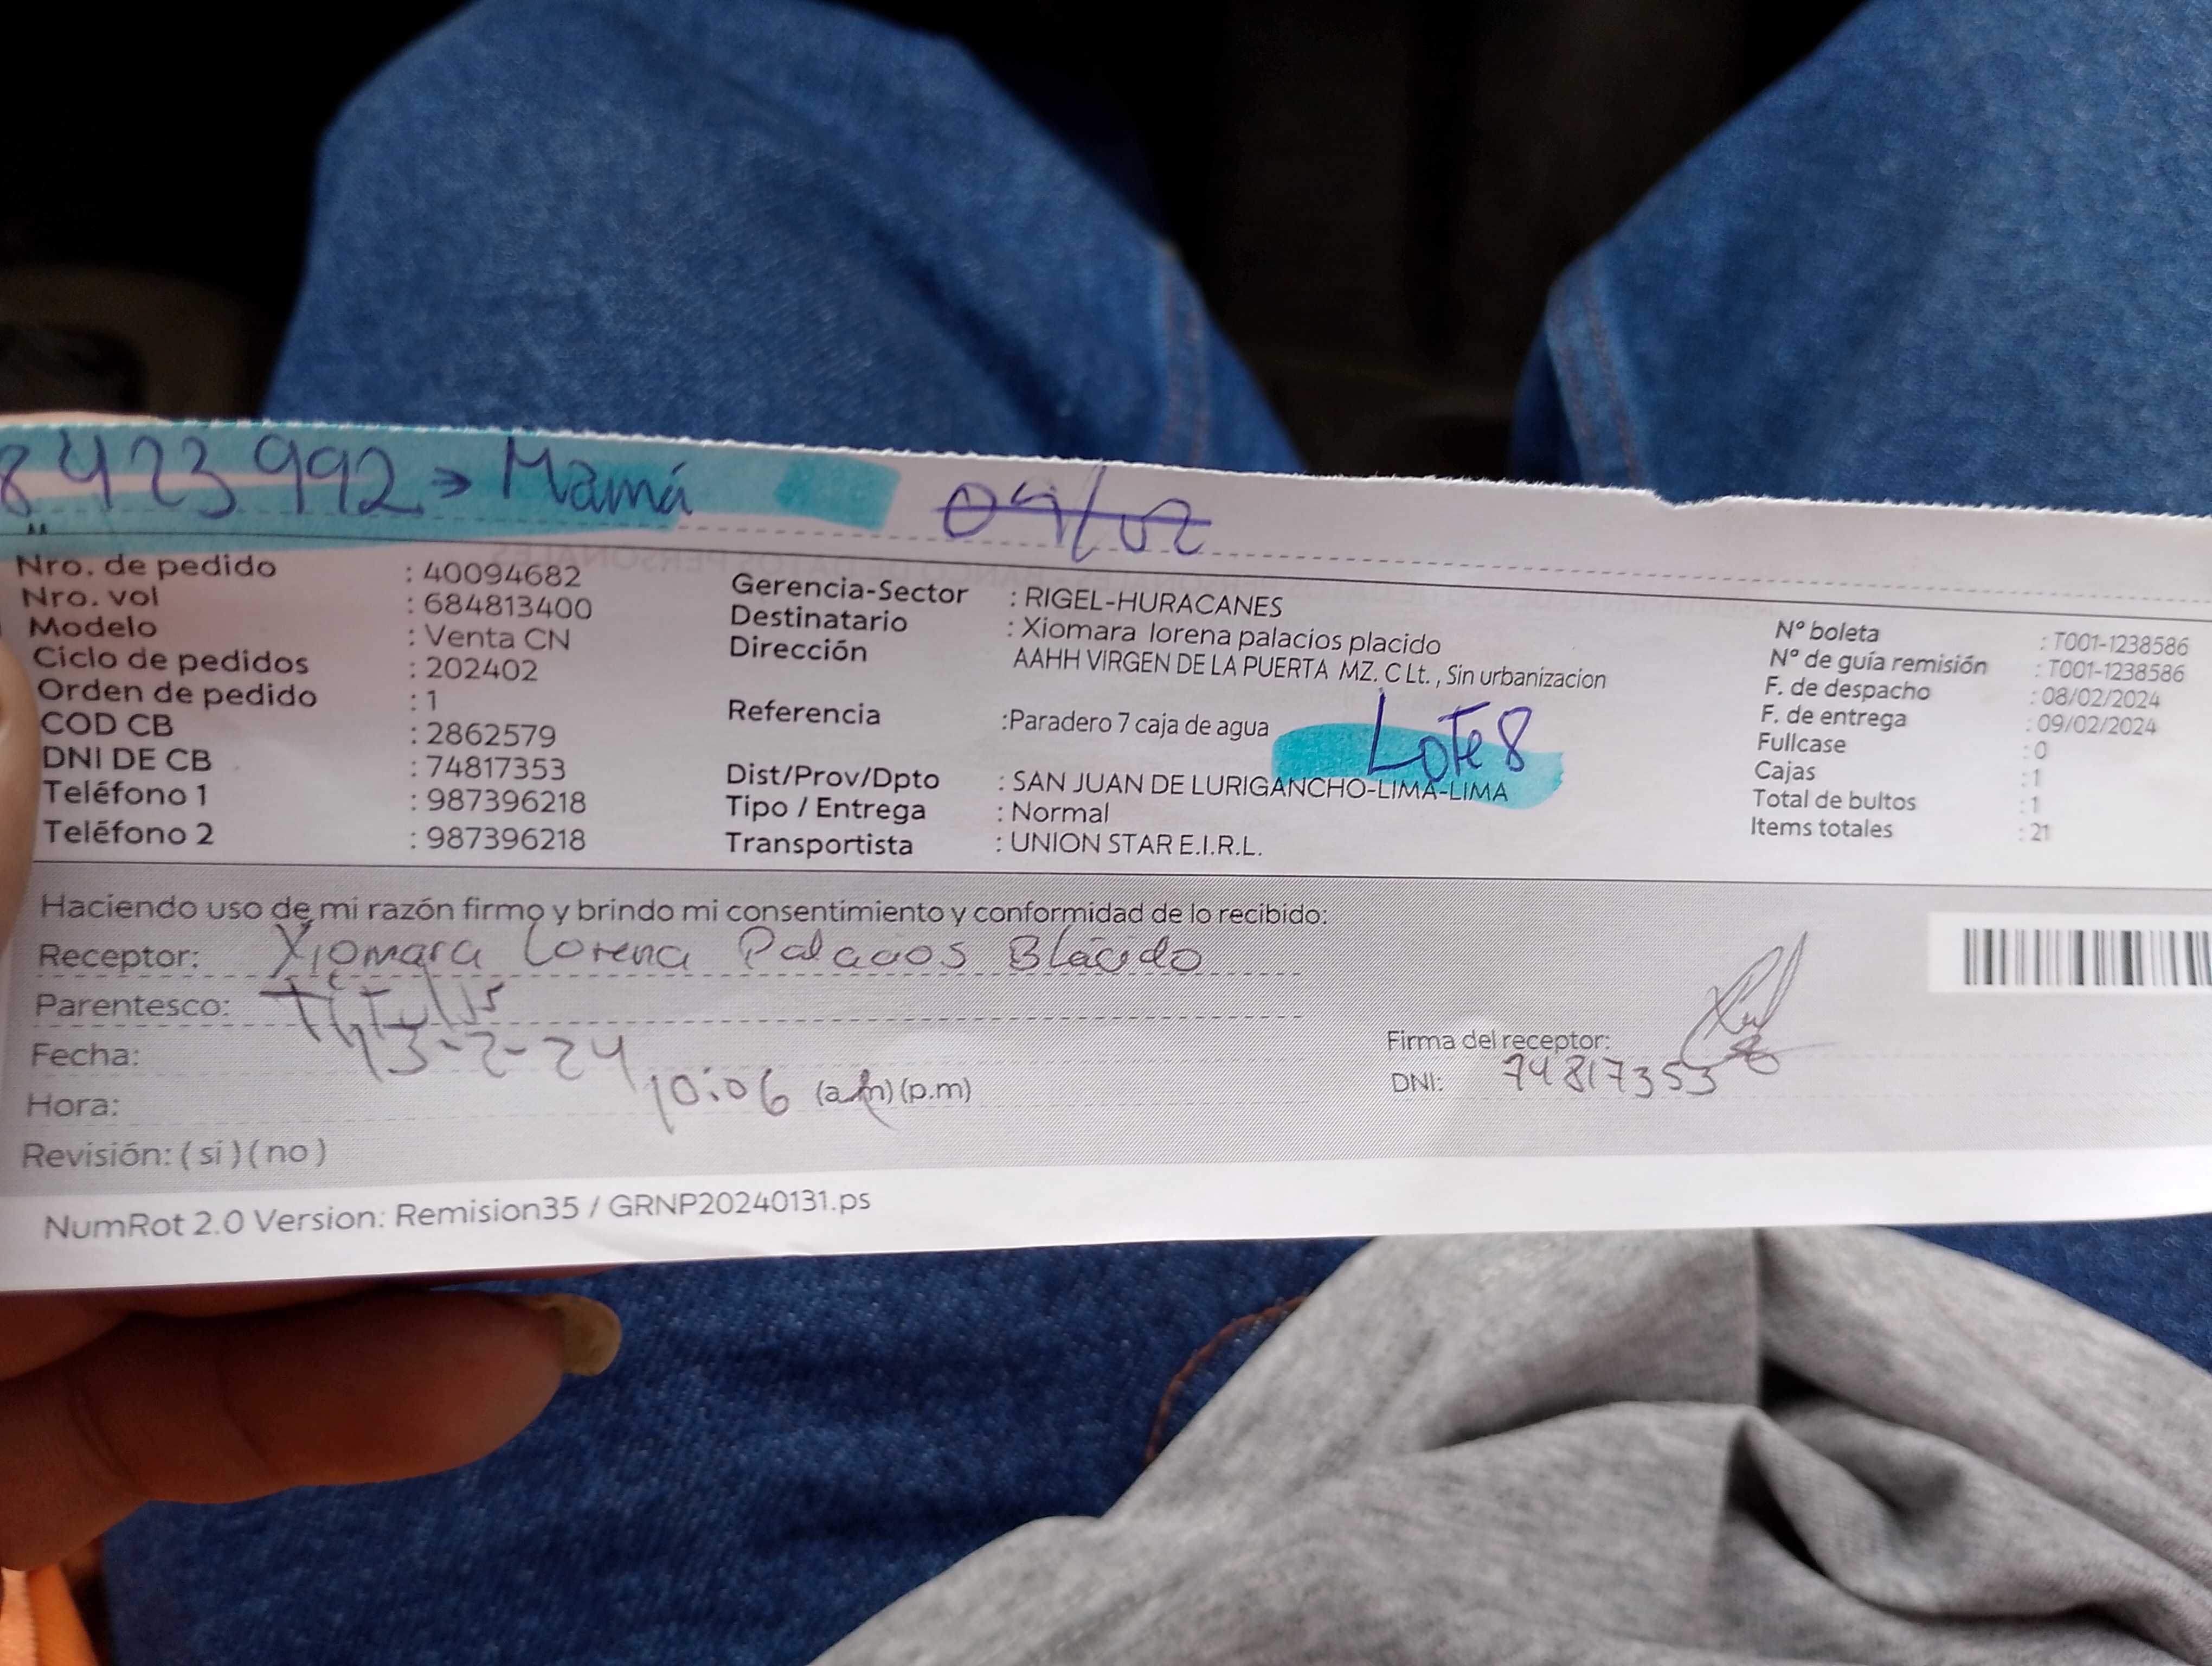 8423992 → Mamá
09/02
Nro. de pedido : 40094682
Nro. vol : 684813400
Modelo : Venta CN
Ciclo de pedidos : 202402
Orden de pedido : 1
COD CB : 2862579
DNI DE CB : 74817353
Teléfono 1 : 987396218
Teléfono 2 : 987396218
Gerencia-Sector : RIGEL-HURACANES
Destinatario : Xiomara lorena palacios placido
Dirección AAHH VIRGEN DE LA PUERTA MZ. C Lt. , Sin urbanizacion
Referencia :Paradero 7 caja de agua
Lote 8
Dist/Prov/Dpto : SAN JUAN DE LURIGANCHO-LIMA-LIMA
Tipo / Entrega : Normal
Transportista : UNION STAR E.I.R.L.
N° boleta : T001-1238586
N° de guía remisión : T001-1238586
F. de despacho : 08/02/2024
F. de entrega : 09/02/2024
Fullcase : 0
Cajas : 1
Total de bultos : 1
Items totales : 21
Haciendo uso de mi razón firmo y brindo mi consentimiento y conformidad de lo recibido:
Receptor: Xiomara Lorena Palacios Blácido
Parentesco:
Fecha: 13-2-24
Hora: 10:06 (a.m) (p.m)
Revisión: ( si ) ( no )
Firma del receptor:
DNI: 74817353
NumRot 2.0 Version: Remision35 / GRNP20240131.ps